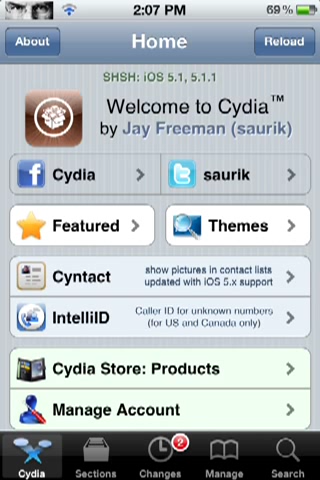 2:07 PM
69%
About
Home
Reload
SHSH: iOS 5.1, 5.1.1
Welcome to Cydia™
by Jay Freeman (saurik)
f Cydia
t saurik
Featured
Themes
Cyntact
show pictures in contact lists
updated with iOS 5.x support
IntelliID
Caller ID for unknown numbers
(for US and Canada only)
Cydia Store: Products
Manage Account
2
Cydia
Sections
Changes
Manage
Search